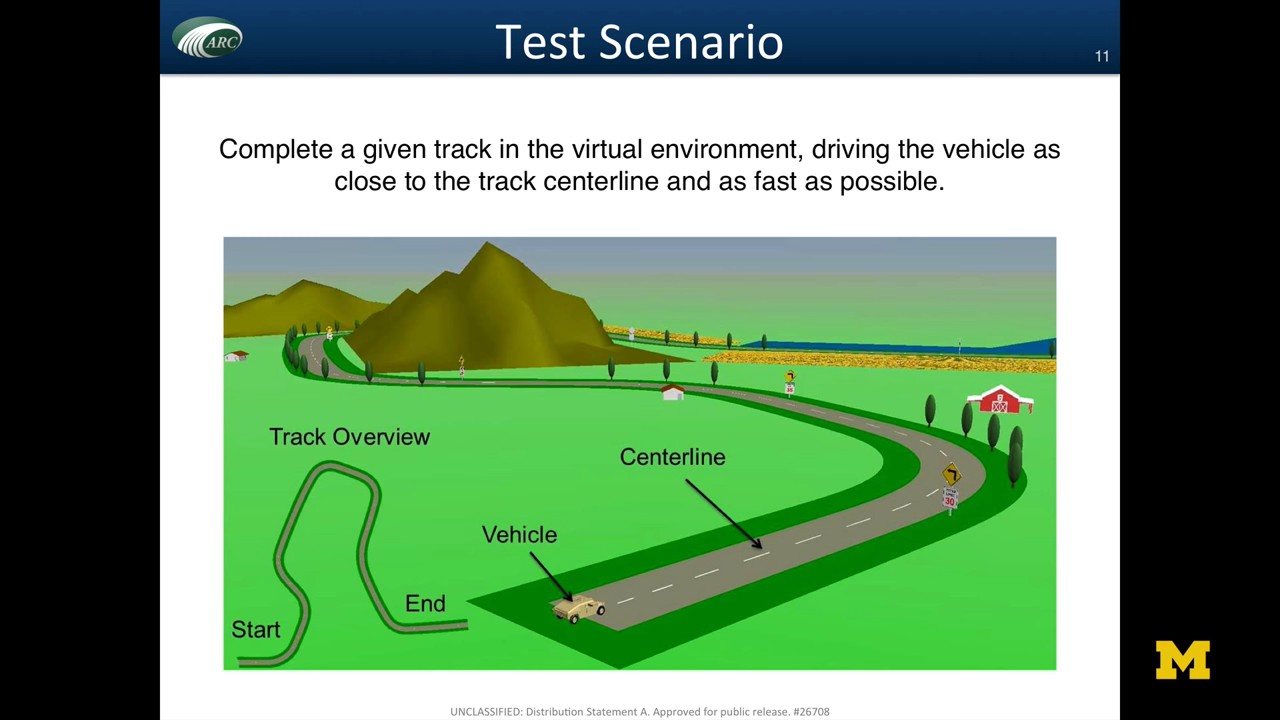 ARC
Test Scenario
11
Complete a given track in the virtual environment, driving the vehicle as
close to the track centerline and as fast as possible.
Track Overview
Centerline
Vehicle
End
Start
30
30
M
UNCLASSIFIED: Distribution Statement A. Approved for public release. #26708